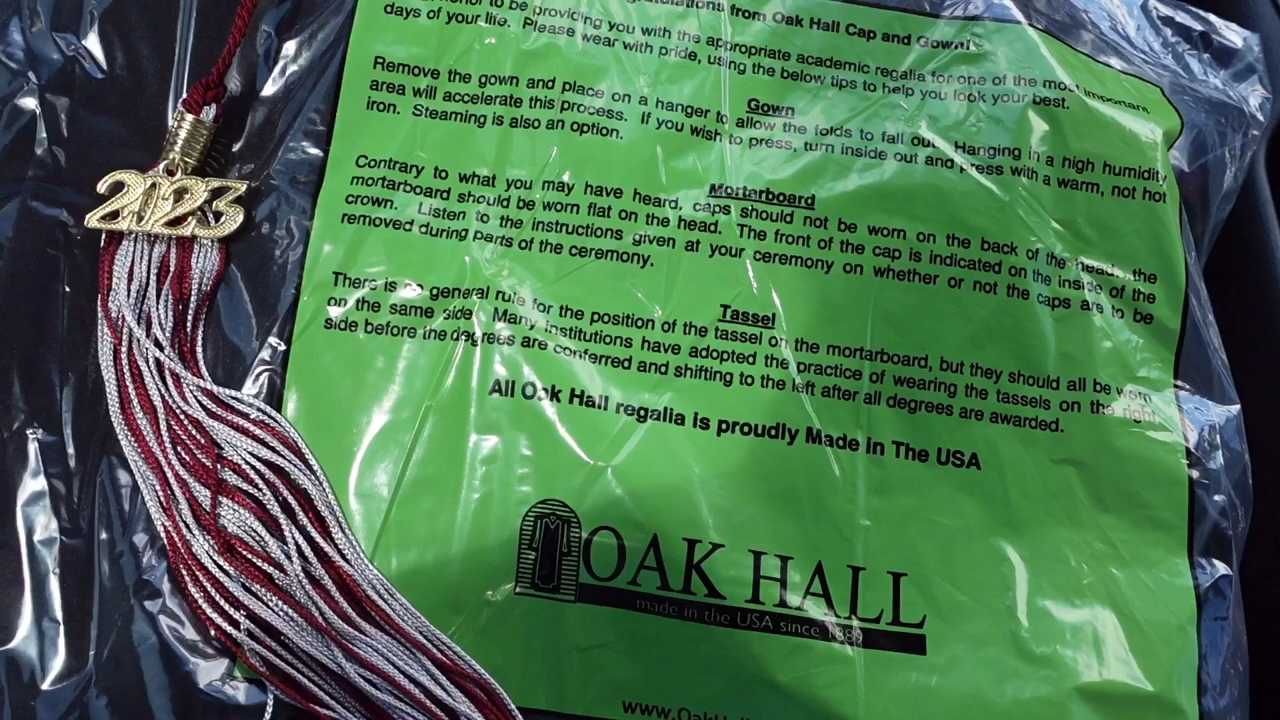 ulations from Oak Hall Cap and Gown!
honor to be providing you with the appropriate academic regalia for one of the most important
days of your life. Please wear with pride, using the below tips to help you look your best.
Gown
Remove the gown and place on a hanger to allow the folds to fall out. Hanging in a high humidity
area will accelerate this process. If you wish to press, turn inside out and press with a warm, not hot
iron. Steaming is also an option.
Mortarboard
Contrary to what you may have heard, caps should not be worn on the back of the head...the
mortarboard should be worn flat on the head. The front of the cap is indicated on the inside of the
crown. Listen to the instructions given at your ceremony on whether or not the caps are to be
removed during parts of the ceremony.
Tassel
There is no general rule for the position of the tassel on the mortarboard, but they should all be worn
on the same side. Many institutions have adopted the practice of wearing the tassels on the right
side before the degrees are conferred and shifting to the left after all degrees are awarded.
All Oak Hall regalia is proudly Made in The USA
OAK HALL
made in the USA since 1889
www.OakHall
2023